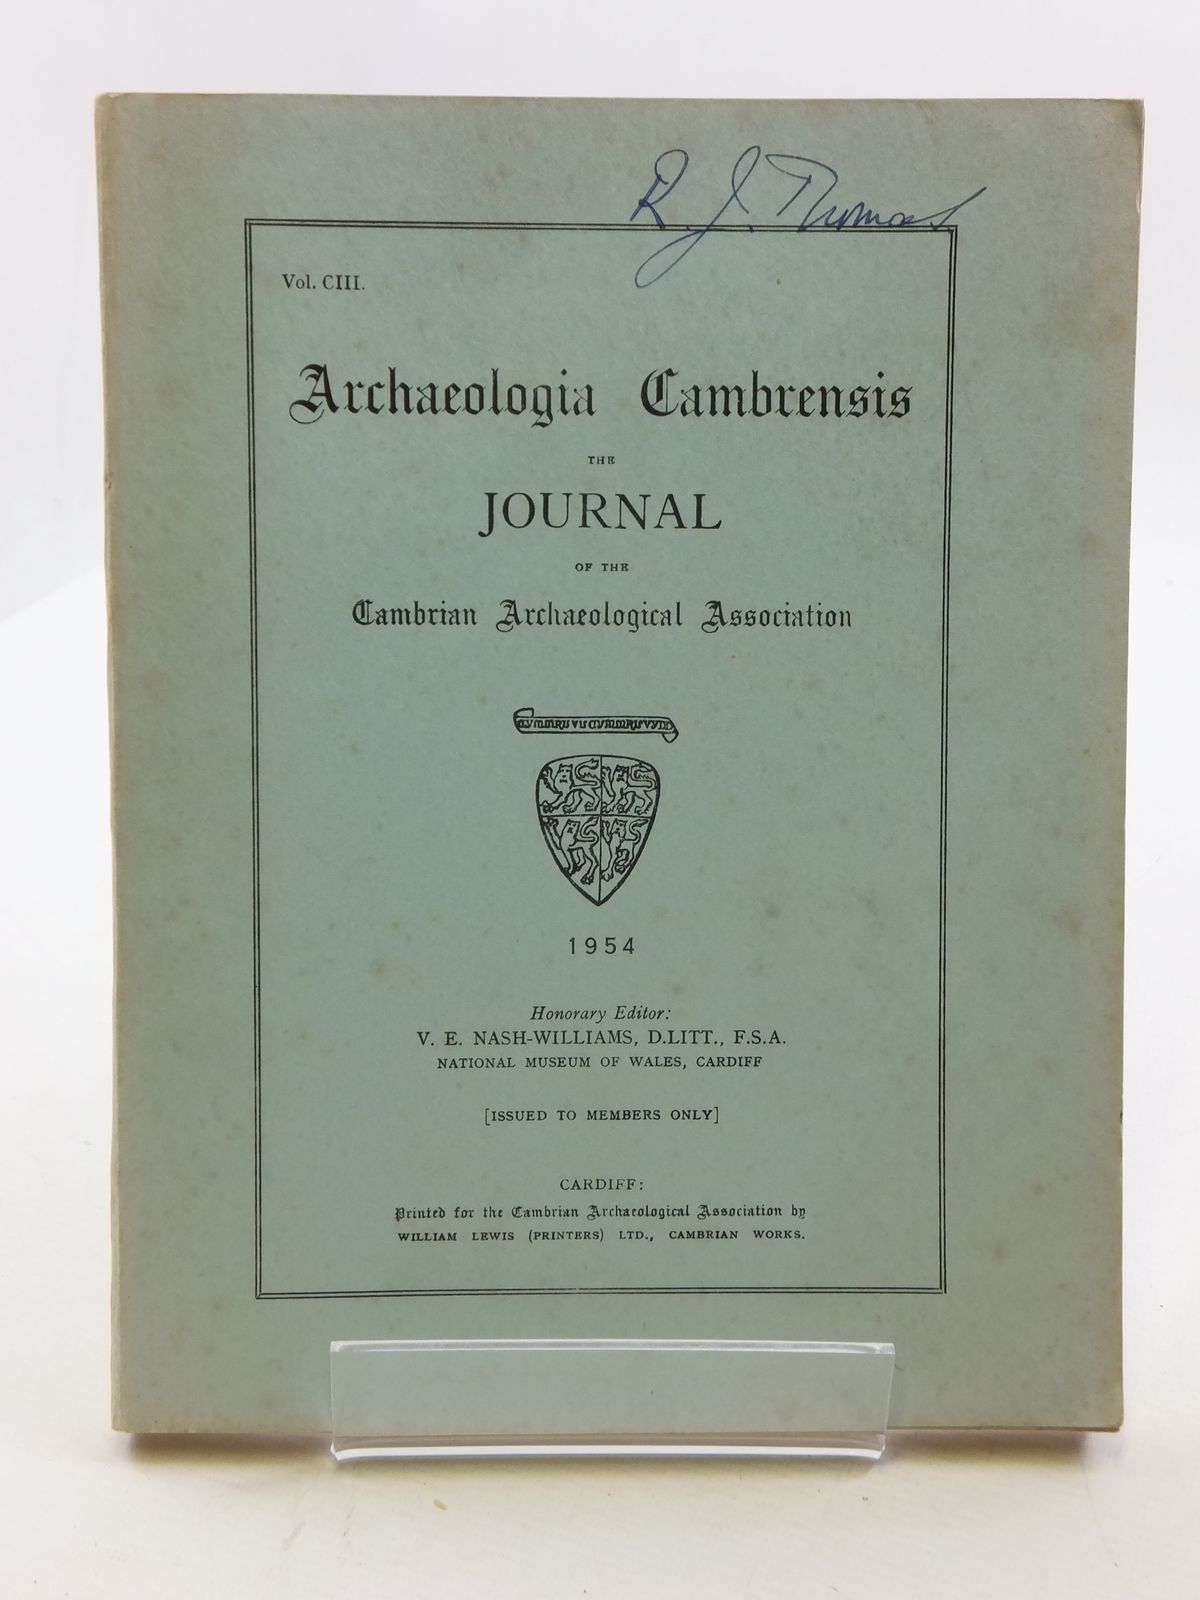 R. J. Thomas
Vol. CIII.
Archaeologia Cambrensis
THE
JOURNAL
OF THE
Cambrian Archaeological Association
1954
Honorary Editor:
V. E. NASH-WILLIAMS, D.LITT., F.S.A.
NATIONAL MUSEUM OF WALES, CARDIFF
[ISSUED TO MEMBERS ONLY]
CARDIFF:
Printed for the Cambrian Archaeological Association by
WILLIAM LEWIS (PRINTERS) LTD., CAMBRIAN WORKS.